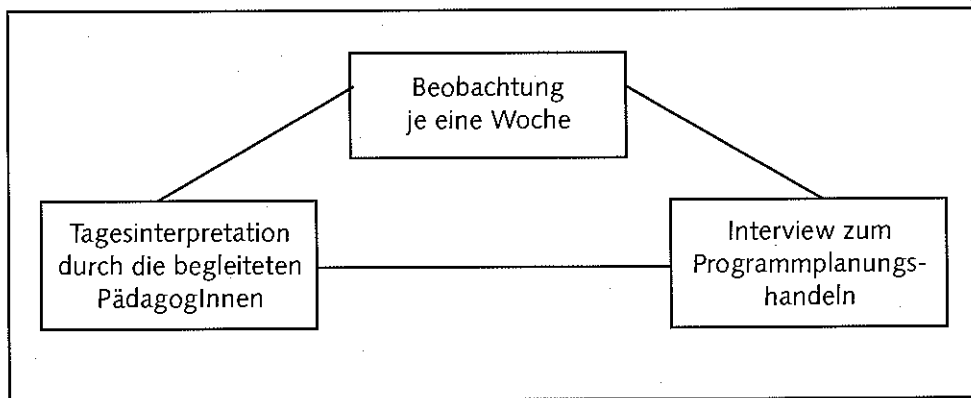 Beobachtung
je eine Woche
Tagesinterpretation
durch die begleiteten
PädagogInnen
Interview zum
Programmplanungs-
handeln